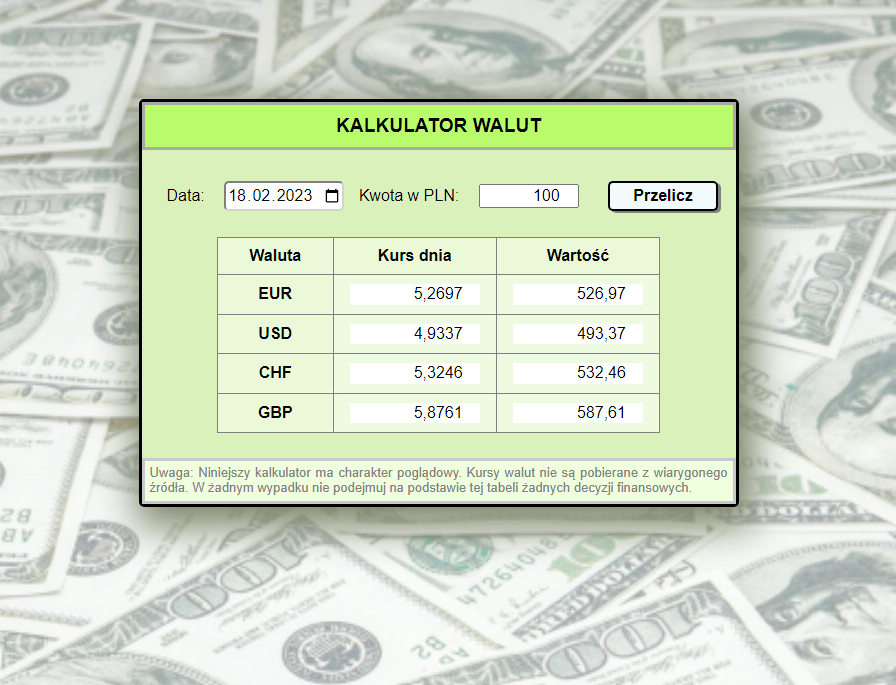 KALKULATOR WALUT
Data: 18.02.2023 Kwota w PLN: 100 Przelicz
Waluta Kurs dnia Wartość
EUR 5,2697 526,97
USD 4,9337 493,37
CHF 5,3246 532,46
GBP 5,8761 587,61
Uwaga: Niniejszy kalkulator ma charakter poglądowy. Kursy walut nie są pobierane z wiarygonego
źródła. W żadnym wypadku nie podejmuj na podstawie tej tabeli żadnych decyzji finansowych.